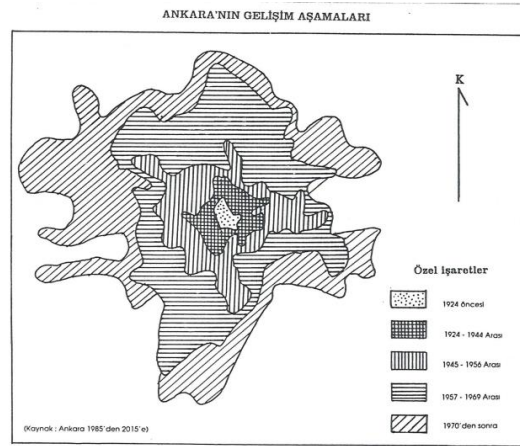 ANKARA'NIN GELİŞİM AŞAMALARI
K
Özel işaretler
1924 öncesi
1924 - 1944 Arası
1945 - 1956 Arası
1957 - 1969 Arası
1970'den sonra
(Kaynak : Ankara 1985'den 2015'e)